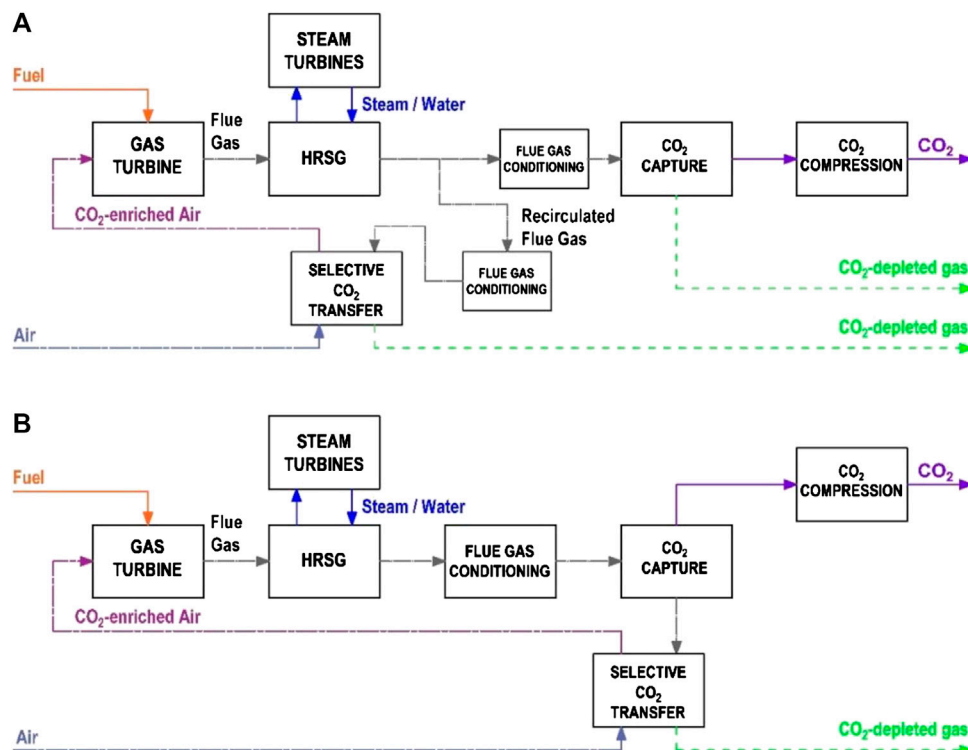 A
STEAM
TURBINES
Fuel
Steam / Water
Flue
Gas
GAS
TURBINE
HRSG
FLUE GAS
CONDITIONING
CO₂
CAPTURE
CO₂
COMPRESSION
CO₂
CO₂-enriched Air
Recirculated
Flue Gas
SELECTIVE
CO₂
TRANSFER
FLUE GAS
CONDITIONING
CO₂-depleted gas
Air
CO₂-depleted gas
B
STEAM
TURBINES
Fuel
Steam / Water
CO₂
COMPRESSION
CO₂
Flue
Gas
GAS
TURBINE
HRSG
FLUE GAS
CONDITIONING
CO₂
CAPTURE
CO₂-enriched Air
SELECTIVE
CO₂
TRANSFER
Air
CO₂-depleted gas